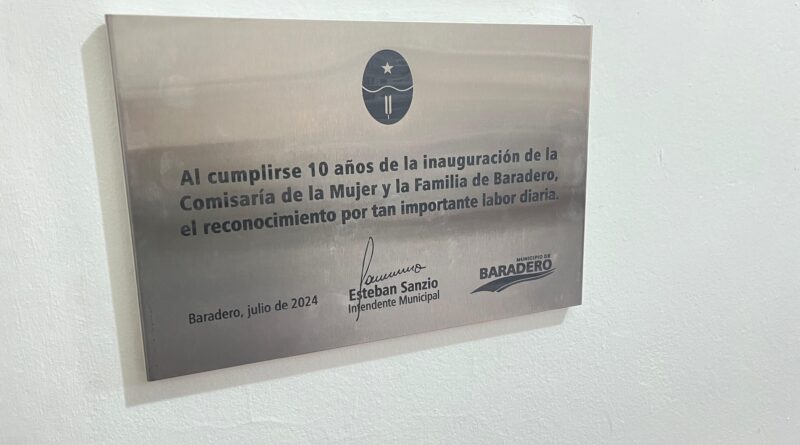 Al cumplirse 10 años de la inauguración de la
Comisaría de la Mujer y la Familia de Baradero,
el reconocimiento por tan importante labor diaria.
Baradero, julio de 2024
Esteban Sanzio
Intendente Municipal
MUNICIPIO DE
BARADERO